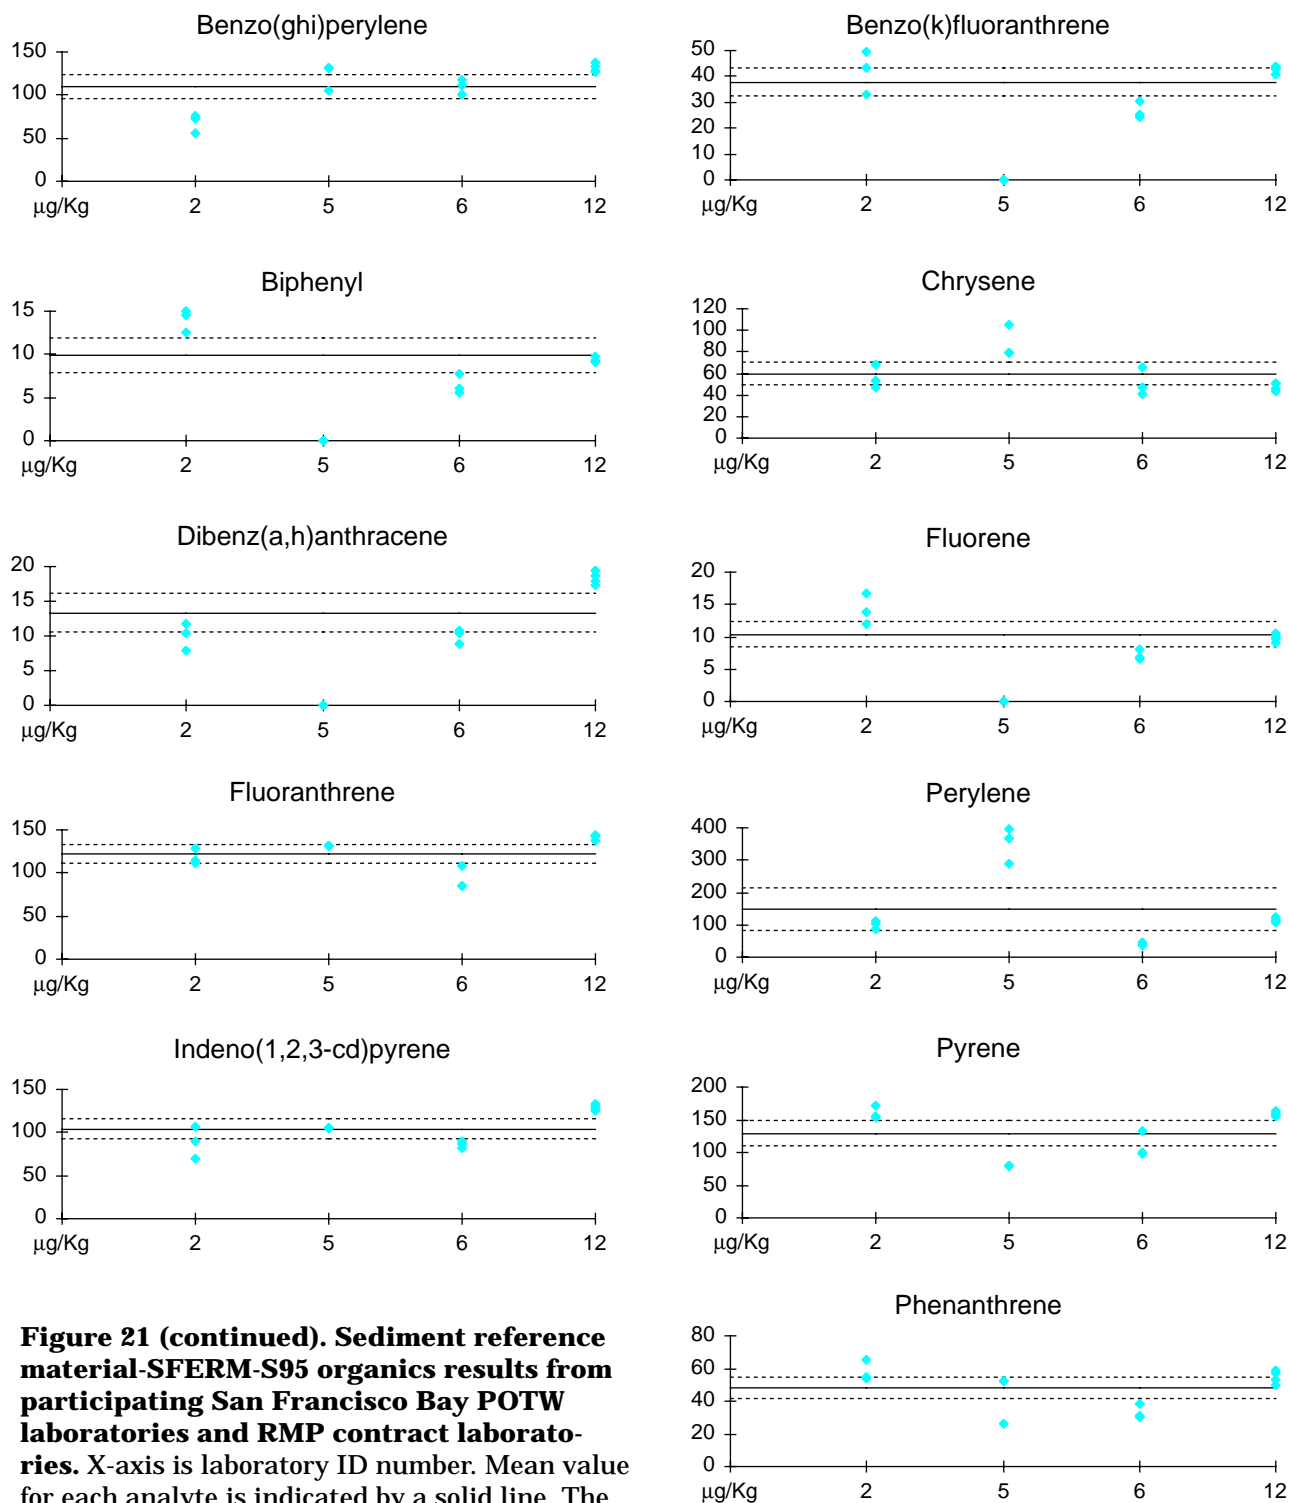 Benzo(ghi)perylene
150
100
50
0
μg/Kg 2 5 6 12
Benzo(k)fluoranthrene
50
40
30
20
10
0
μg/Kg 2 5 6 12
Biphenyl
15
10
5
0
μg/Kg 2 5 6 12
Chrysene
120
100
80
60
40
20
0
μg/Kg 2 5 6 12
Dibenz(a,h)anthracene
20
15
10
5
0
μg/Kg 2 5 6 12
Fluorene
20
15
10
5
0
μg/Kg 2 5 6 12
Fluoranthrene
150
100
50
0
μg/Kg 2 5 6 12
Perylene
400
300
200
100
0
μg/Kg 2 5 6 12
Indeno(1,2,3-cd)pyrene
150
100
50
0
μg/Kg 2 5 6 12
Pyrene
200
150
100
50
0
μg/Kg 2 5 6 12
Phenanthrene
80
60
40
20
0
μg/Kg 2 5 6 12
Figure 21 (continued). Sediment reference
material-SFERM-S95 organics results from
participating San Francisco Bay POTW
laboratories and RMP contract laborato-
ries. X-axis is laboratory ID number. Mean value
for each analyte is indicated by a solid line. The